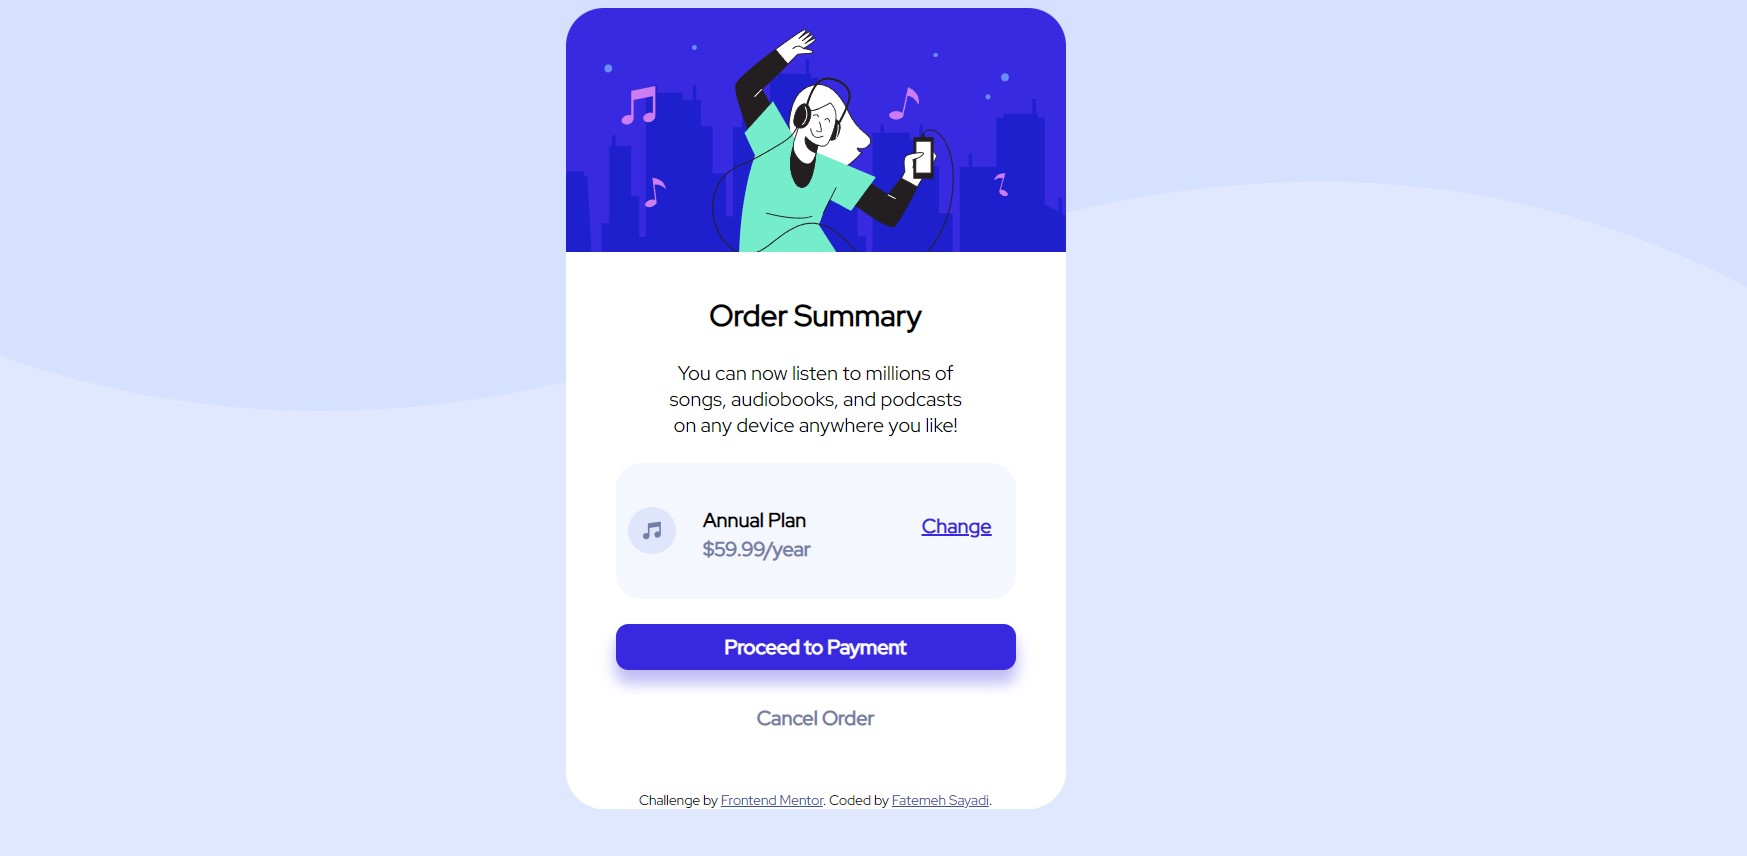 Order Summary
You can now listen to millions of
songs, audiobooks, and podcasts
on any device anywhere you like!
Annual Plan
$59.99/year
Change
Proceed to Payment
Cancel Order
Challenge by Frontend Mentor. Coded by Fatemeh Sayadi.